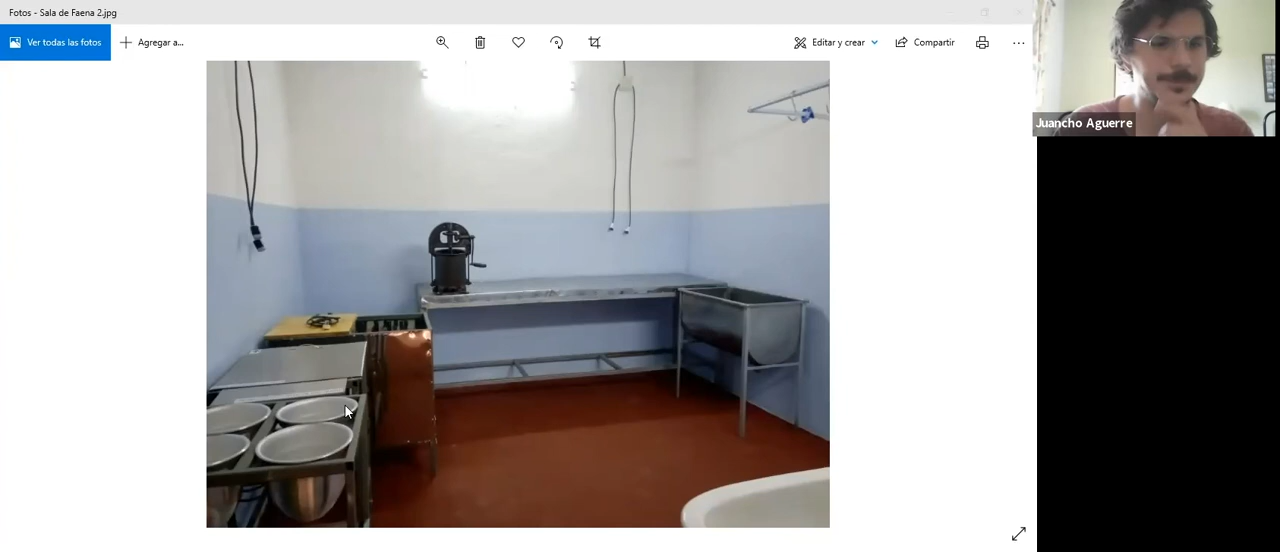 Fotos - Sala de Faena 2.jpg
Ver todas las fotos
Agregar a...
Editar y crear
Compartir
Juancho Aguerre